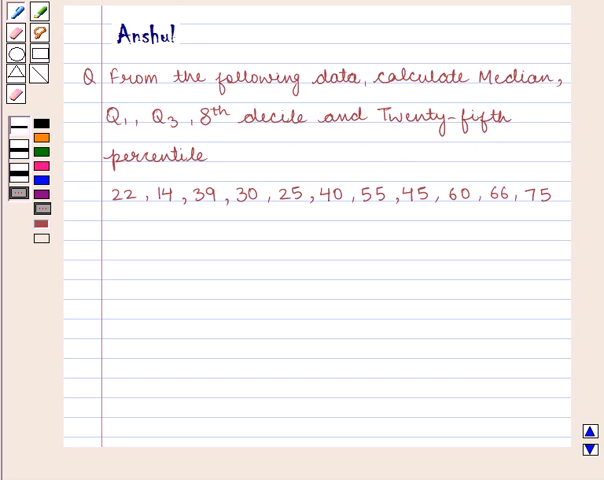 Anshul
Q From the following data, calculate Median,
Q1, Q3, 8th decile and Twenty-fifth
percentile
22, 14, 39, 30, 25, 40, 55, 45, 60, 66, 75